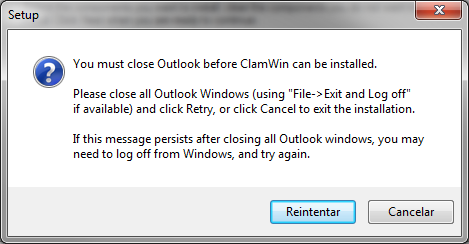 Setup
You must close Outlook before ClamWin can be installed.
Please close all Outlook Windows (using "File->Exit and Log off"
if available) and click Retry, or click Cancel to exit the installation.
If this message persists after closing all Outlook windows, you may
need to log off from Windows, and try again.
Reintentar
Cancelar